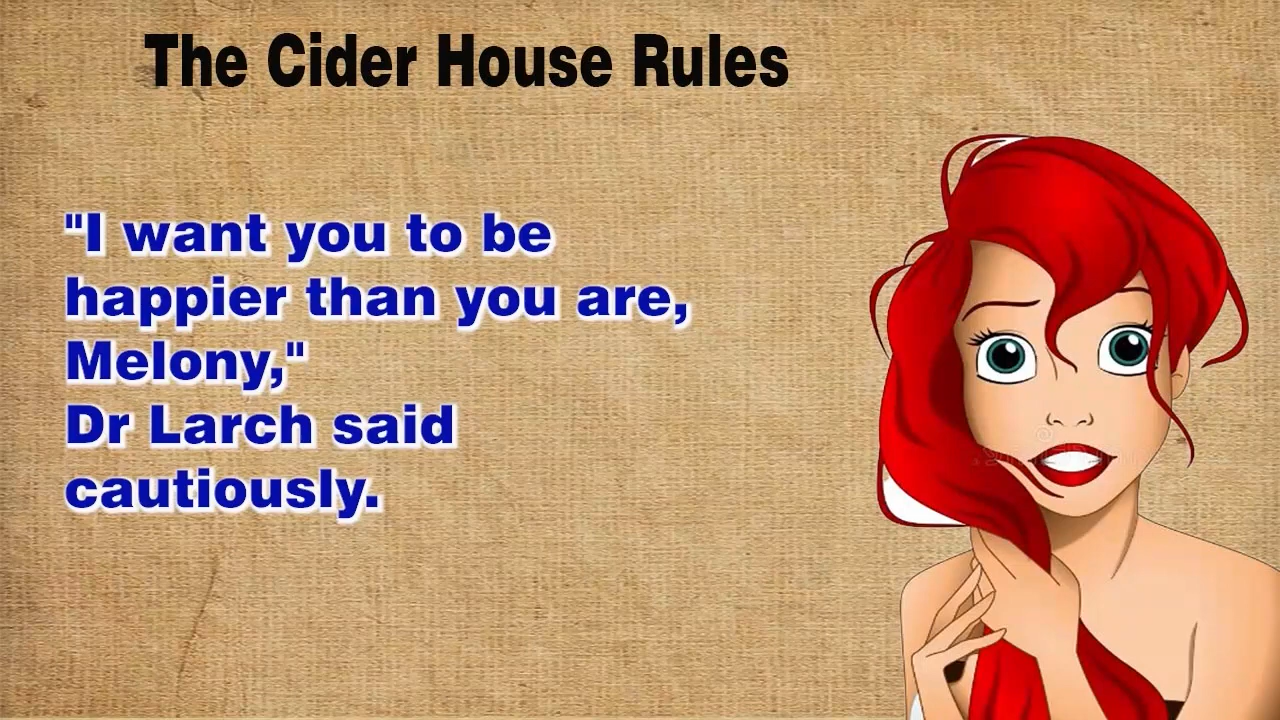 The Cider House Rules
"I want you to be
happier than you are,
Melony,"
Dr Larch said
cautiously.